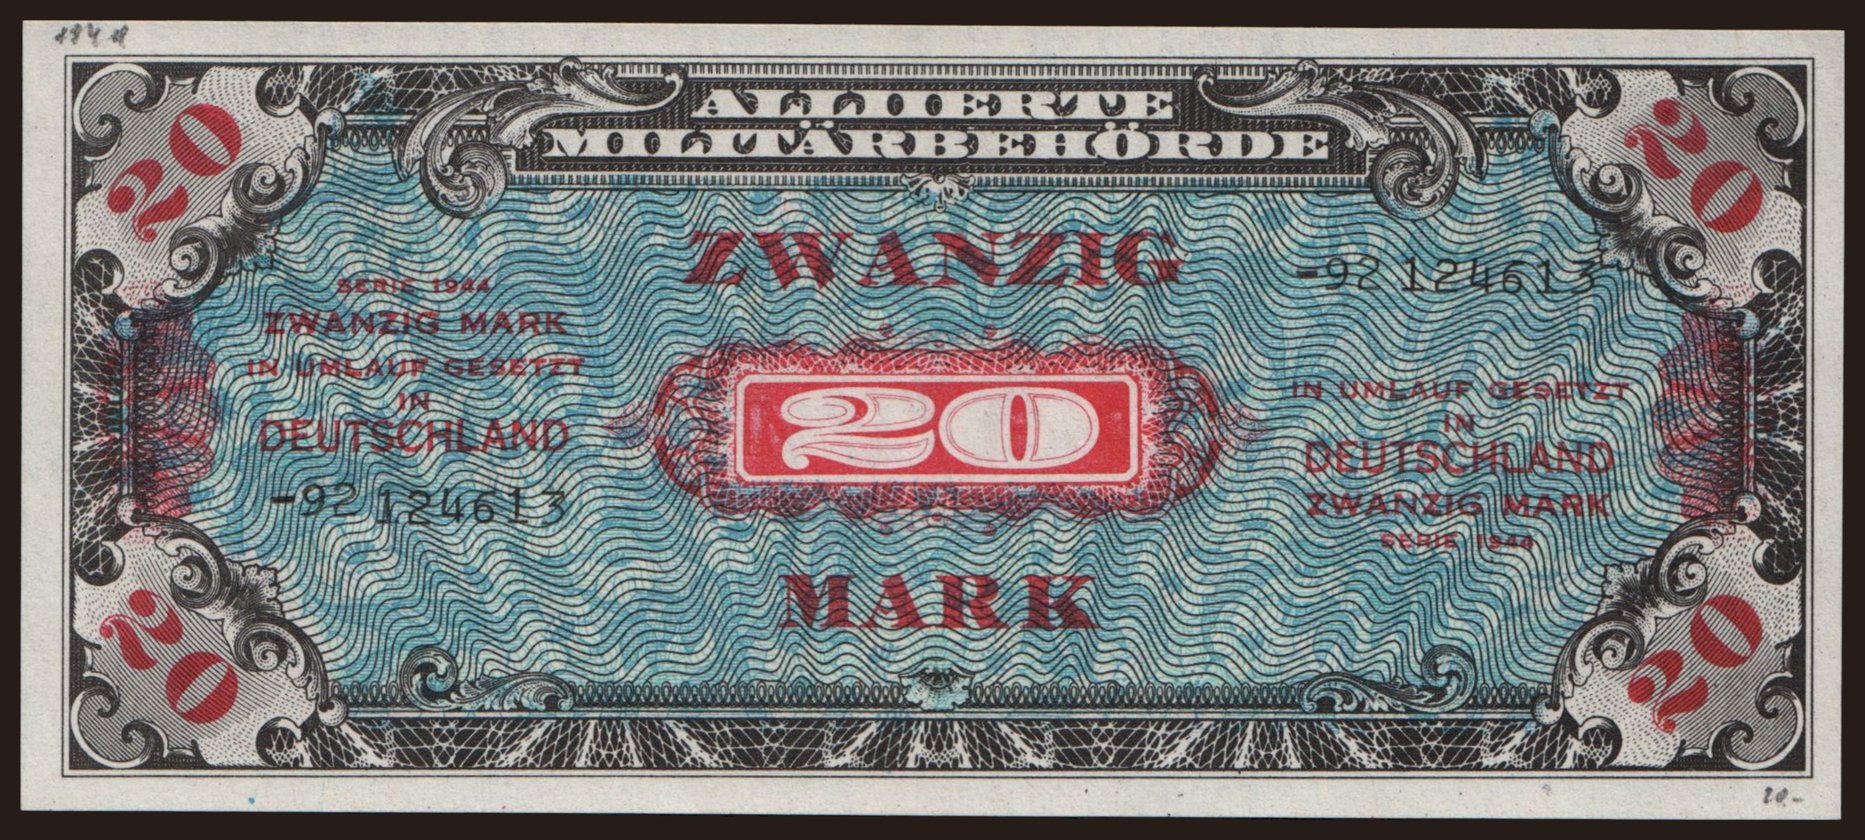 ALLIIERTE
MILITÄRBEHÖRDE
20
20
ZWANZIG
-92 124613
SERIE 1944
ZWANZIG MARK
IN UMLAUF GESETZT
IN
DEUTSCHLAND
-92 124613
20
IN UMLAUF GESETZT
IN
DEUTSCHLAND
ZWANZIG MARK
SERIE 1944
MARK
20
20
20.-